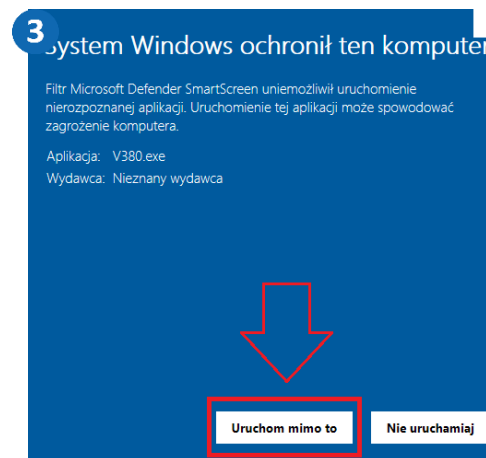 3
System Windows ochronił ten komputer
Filtr Microsoft Defender SmartScreen uniemożliwił uruchomienie
nierozpoznanej aplikacji. Uruchomienie tej aplikacji może spowodować
zagrożenie komputera.
Aplikacja: V380.exe
Wydawca: Nieznany wydawca
Uruchom mimo to Nie uruchamiaj